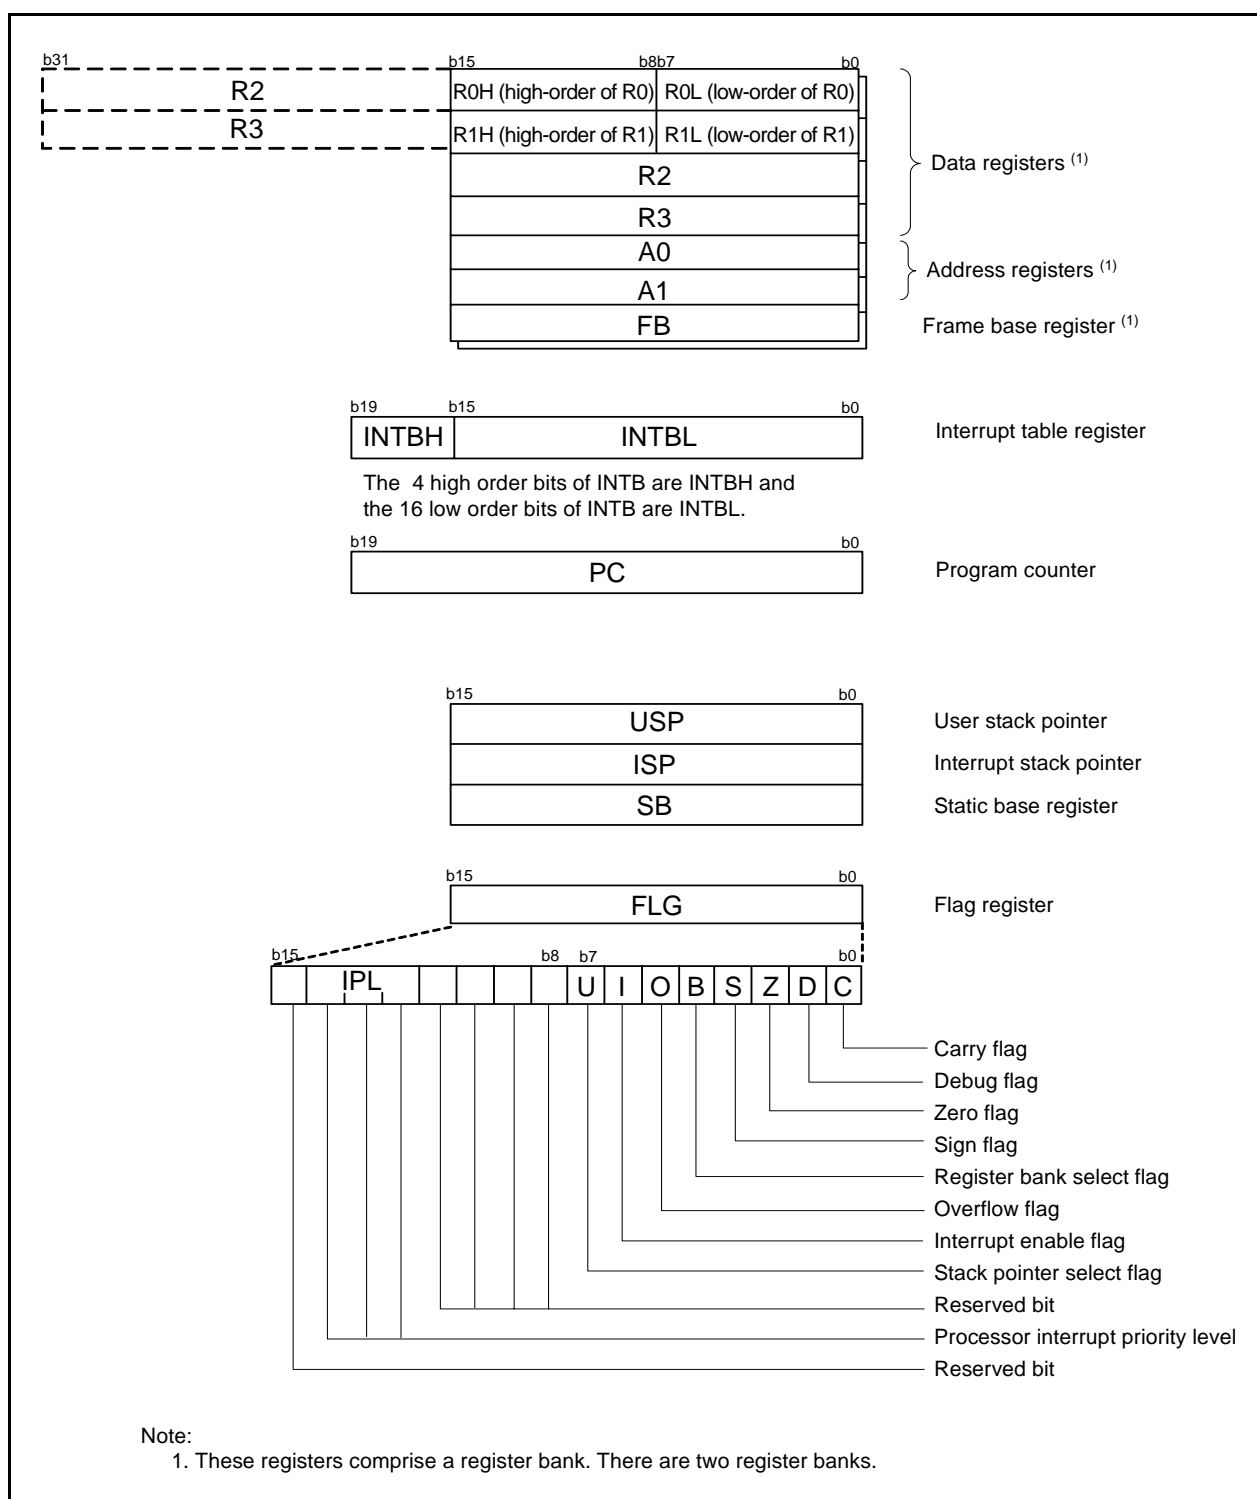 b31 b15 b8b7 b0
R2 R0H (high-order of R0) R0L (low-order of R0)
R3 R1H (high-order of R1) R1L (low-order of R1)
Data registers (1)
R2
R3
A0
Address registers (1)
A1
FB Frame base register (1)
b19 b15 b0
INTBH INTBL Interrupt table register
The 4 high order bits of INTB are INTBH and
the 16 low order bits of INTB are INTBL.
b19 b0
PC Program counter
b15 b0
USP User stack pointer
ISP Interrupt stack pointer
SB Static base register
b15 b0
FLG Flag register
b15 b8 b7 b0
IPL U I O B S Z D C
Carry flag
Debug flag
Zero flag
Sign flag
Register bank select flag
Overflow flag
Interrupt enable flag
Stack pointer select flag
Reserved bit
Processor interrupt priority level
Reserved bit
Note:
1. These registers comprise a register bank. There are two register banks.